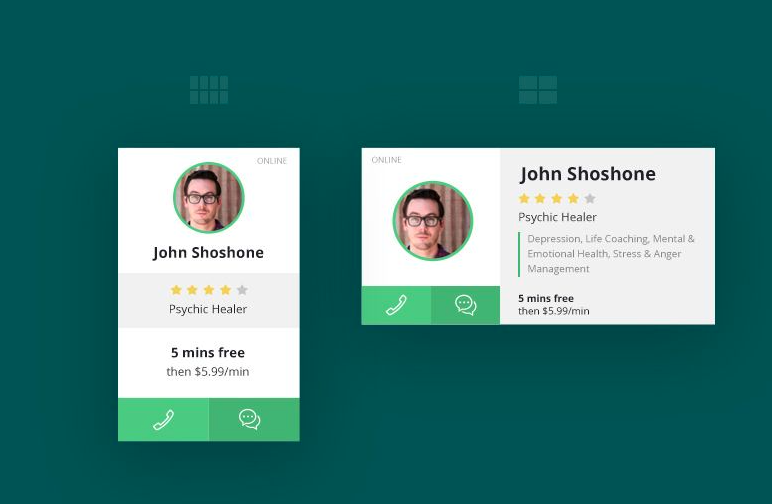 ONLINE
John Shoshone
Psychic Healer
5 mins free
then $5.99/min
ONLINE
John Shoshone
Psychic Healer
Depression, Life Coaching, Mental &
Emotional Health, Stress & Anger
Management
5 mins free
then $5.99/min